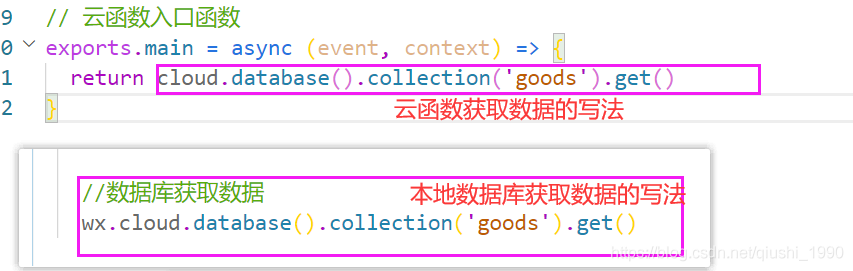 9 // 云函数入口函数
0 exports.main = async (event, context) => {
1 return cloud.database().collection('goods').get()
2 }
云函数获取数据的写法
//数据库获取数据 本地数据库获取数据的写法
wx.cloud.database().collection('goods').get()
https://blog.csdn.net/qiushi_1990